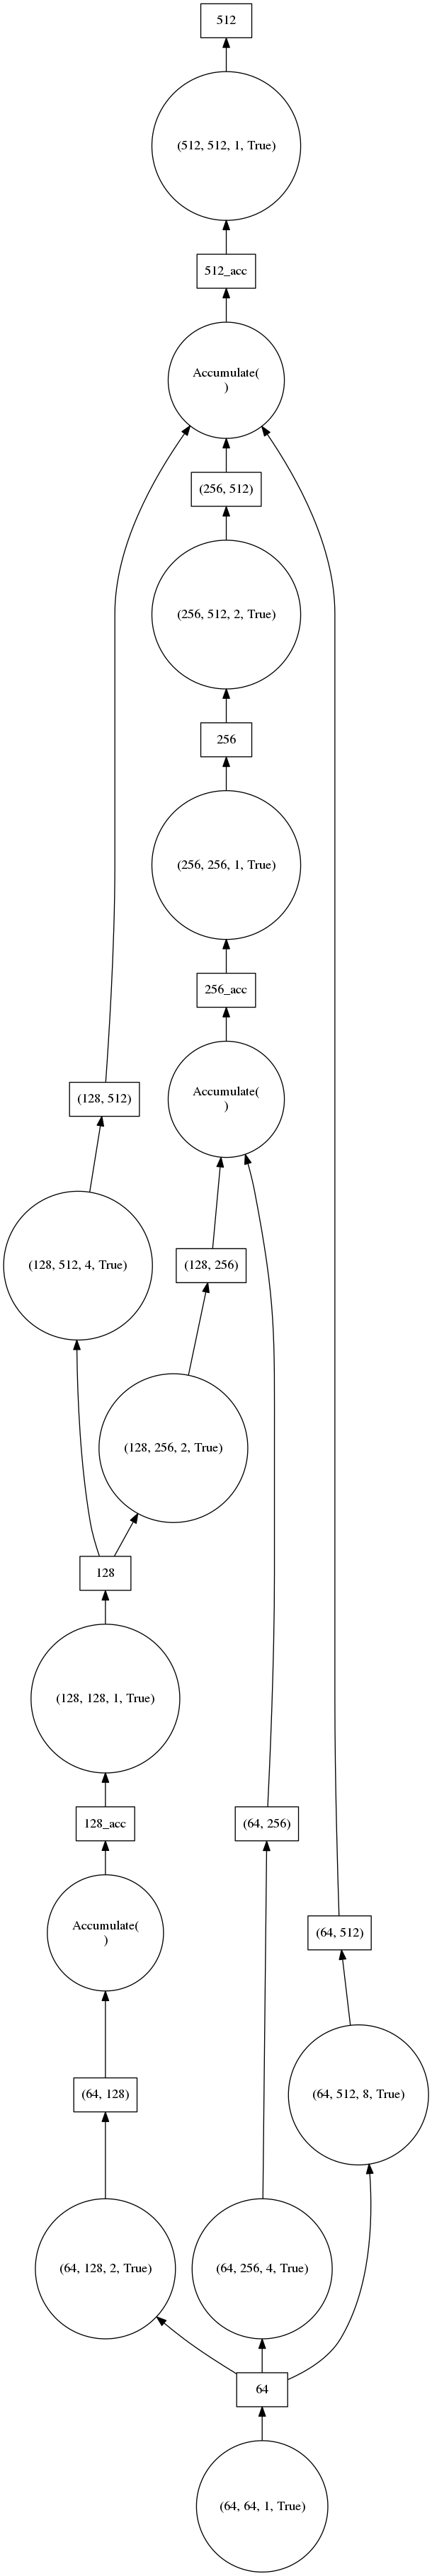 512
(512, 512, 1, True)
512_acc
Accumulate(
)
(256, 512)
(256, 512, 2, True)
256
(256, 256, 1, True)
256_acc
Accumulate(
)
(128, 512)
(128, 256)
(128, 512, 4, True)
(128, 256, 2, True)
128
(128, 128, 1, True)
128_acc
(64, 256)
Accumulate(
)
(64, 512)
(64, 128)
(64, 512, 8, True)
(64, 128, 2, True)
(64, 256, 4, True)
64
(64, 64, 1, True)